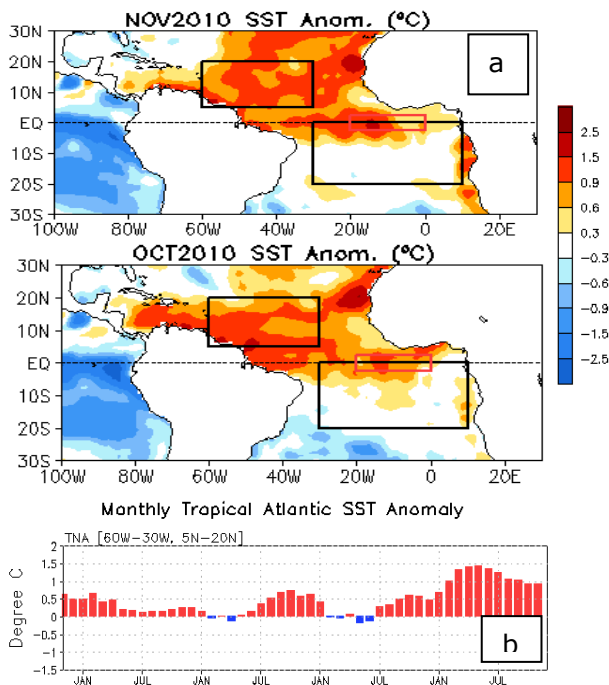 NOV2010 SST Anom. (°C)
a
30N
20N
10N
EQ
10S
20S
30S
100W 80W 60W 40W 20W 0 20E
2.5
1.5
0.9
0.6
0.3
-0.3
-0.6
-0.9
-1.5
-2.5
OCT2010 SST Anom. (°C)
30N
20N
10N
EQ
10S
20S
30S
100W 80W 60W 40W 20W 0 20E
Monthly Tropical Atlantic SST Anomaly
TNA [60W-30W, 5N-20N]
Degree C
2
1.5
1
0.5
0
-0.5
-1
-1.5
b
JAN JUL JAN JUL JAN JUL JAN JUL